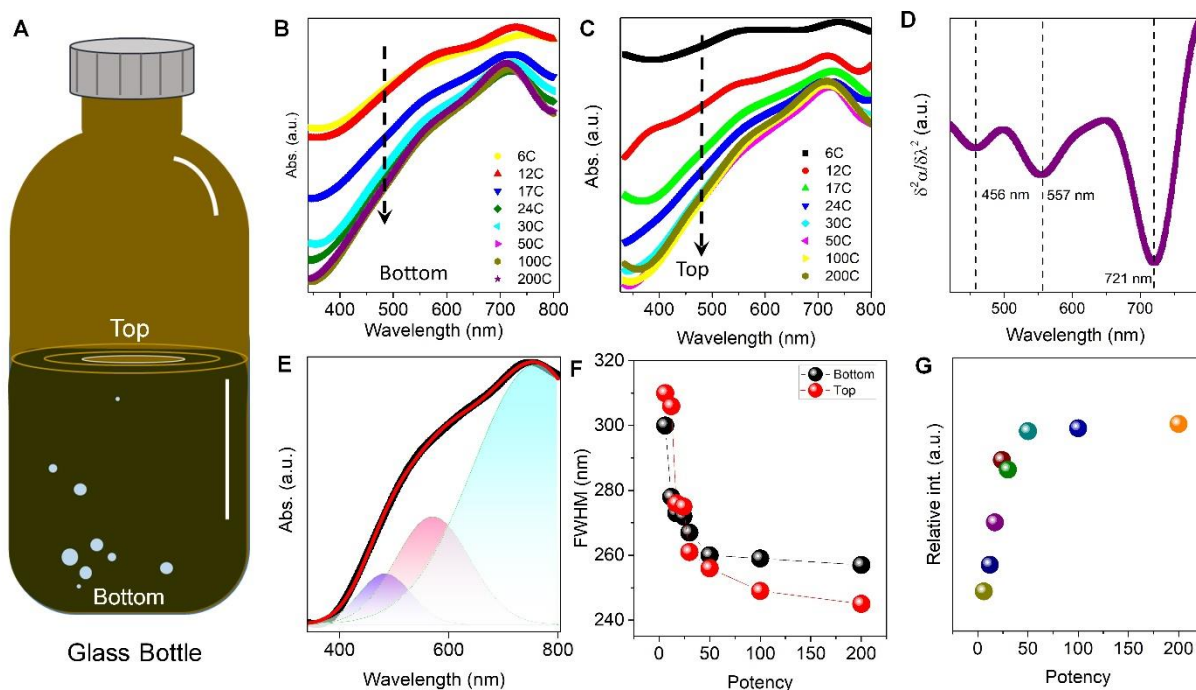 A
Top
Bottom
Glass Bottle
B
Abs. (a.u.)
6C
12C
17C
24C
30C
50C
100C
200C
Bottom
400 500 600 700 800
Wavelength (nm)
C
Abs. (a.u.)
6C
12C
17C
24C
30C
50C
100C
200C
Top
400 500 600 700 800
Wavelength (nm)
D
δ²α/δλ² (a.u.)
456 nm
557 nm
721 nm
500 600 700
Wavelength (nm)
E
Abs. (a.u.)
400 600 800
Wavelength (nm)
F
FWHM (nm)
320
300
280
260
240
Bottom
Top
0 50 100 150 200
Potency
G
Relative int. (a.u.)
0 50 100 150 200
Potency